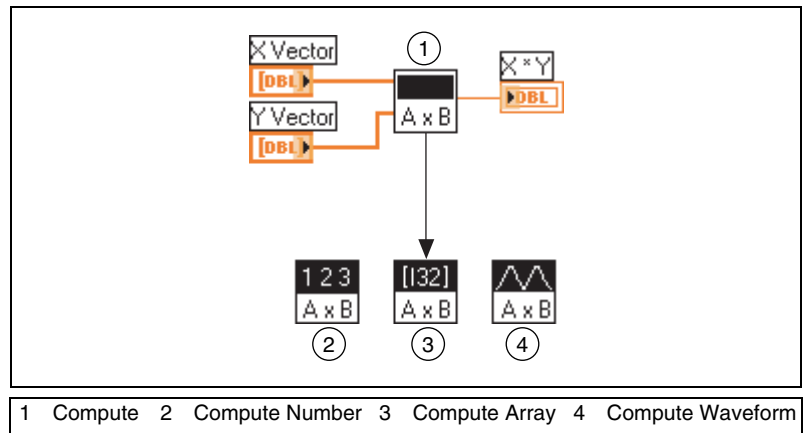 X Vector
1
X * Y
[DBL]
DBL
Y Vector
A x B
[DBL]
1 2 3
[I32]
A x B
A x B
A x B
2
3
4
1 Compute 2 Compute Number 3 Compute Array 4 Compute Waveform